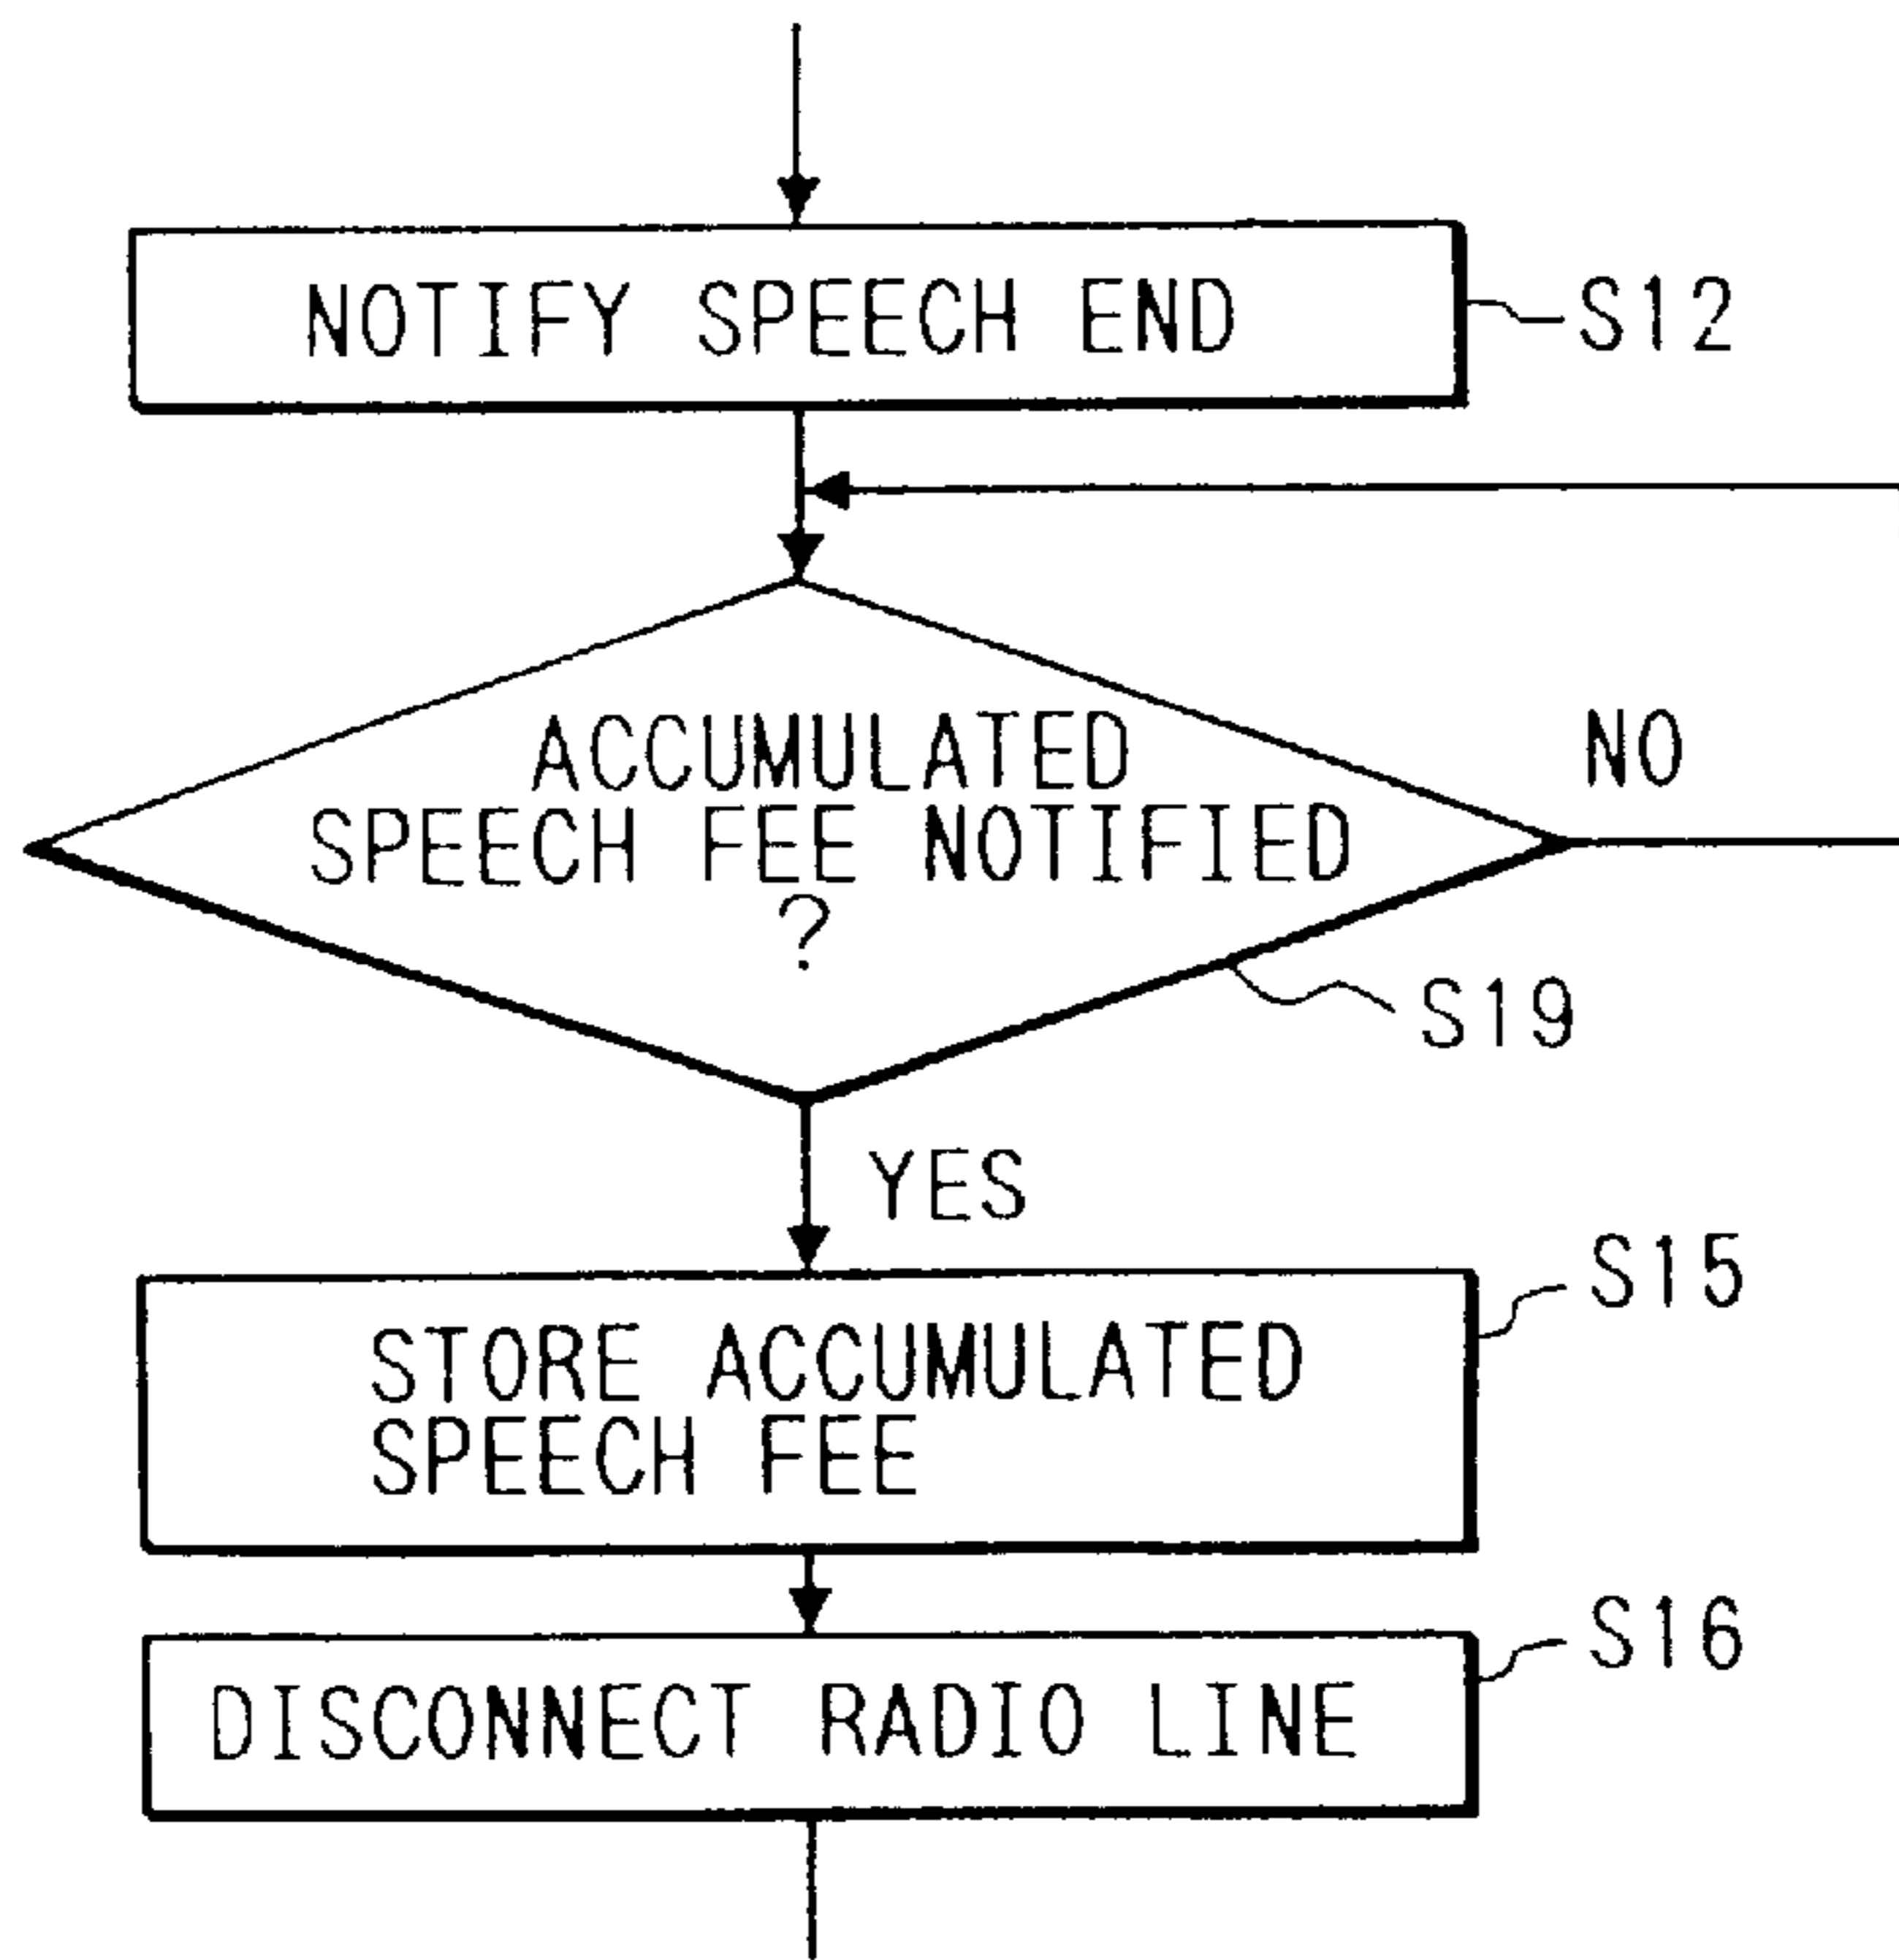 NOTIFY SPEECH END
S12
ACCUMULATED
SPEECH FEE NOTIFIED
?
NO
S19
YES
S15
STORE ACCUMULATED
SPEECH FEE
S16
DISCONNECT RADIO LINE